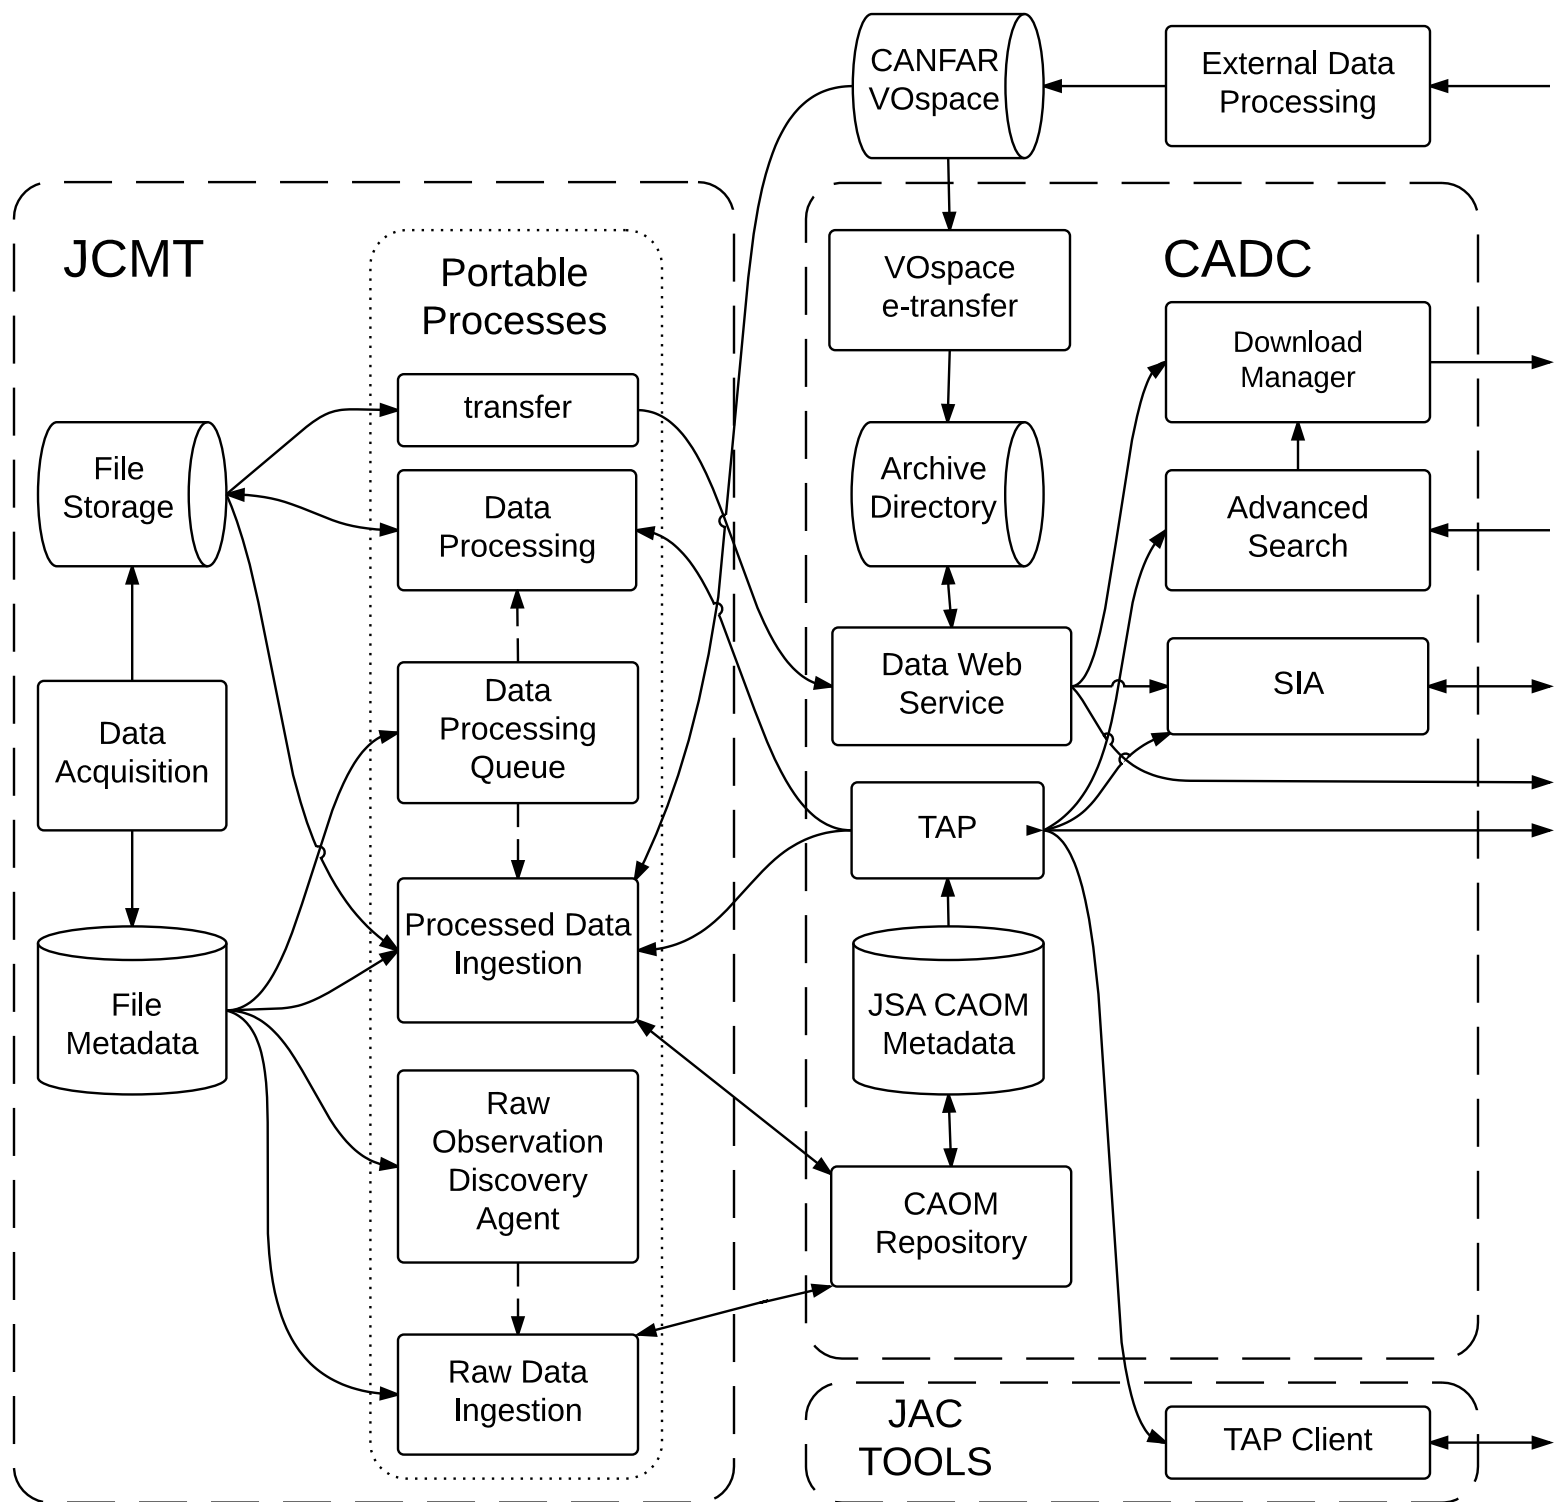 CANFAR
VOspace
External Data
Processing
JCMT
Portable
Processes
transfer
File
Storage
Data
Processing
Data
Acquisition
Data
Processing
Queue
Processed Data
Ingestion
File
Metadata
Raw
Observation
Discovery
Agent
Raw Data
Ingestion
CADC
VOspace
e-transfer
Download
Manager
Archive
Directory
Advanced
Search
Data Web
Service
SIA
TAP
JSA CAOM
Metadata
CAOM
Repository
JAC
TOOLS
TAP Client